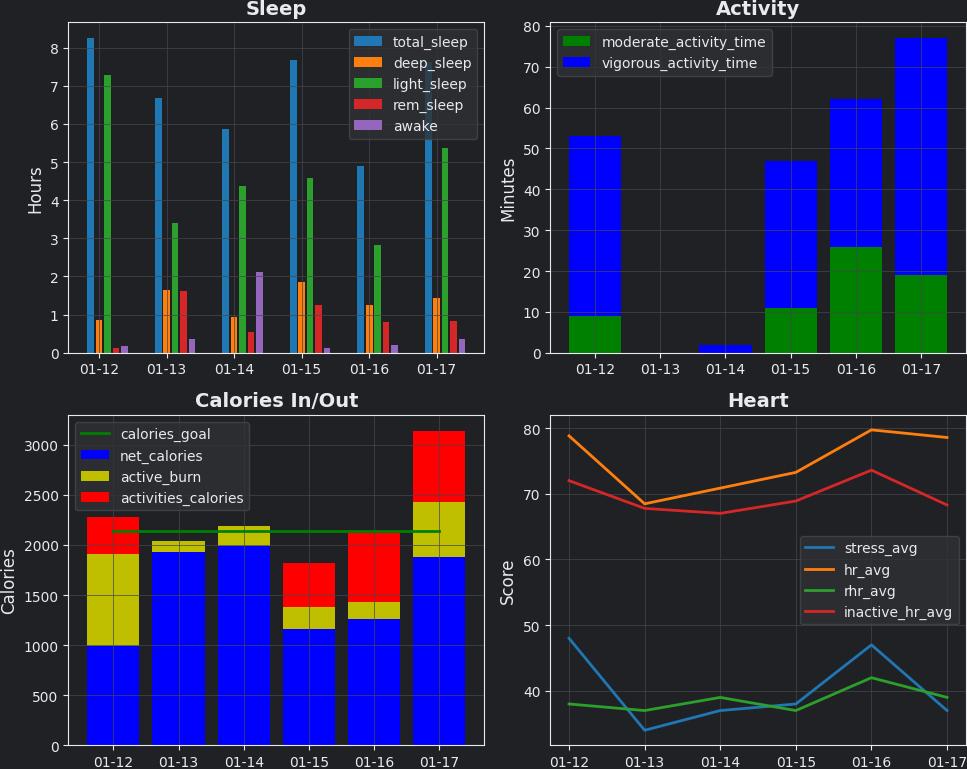 Sleep
Hours
8
7
6
5
4
3
2
1
0
total_sleep
deep_sleep
light_sleep
rem_sleep
awake
01-12 01-13 01-14 01-15 01-16 01-17
Activity
Minutes
80
70
60
50
40
30
20
10
0
moderate_activity_time
vigorous_activity_time
01-12 01-13 01-14 01-15 01-16 01-17
Calories In/Out
Calories
3000
2500
2000
1500
1000
500
0
calories_goal
net_calories
active_burn
activities_calories
01-12 01-13 01-14 01-15 01-16 01-17
Heart
Score
80
70
60
50
40
stress_avg
hr_avg
rhr_avg
inactive_hr_avg
01-12 01-13 01-14 01-15 01-16 01-17